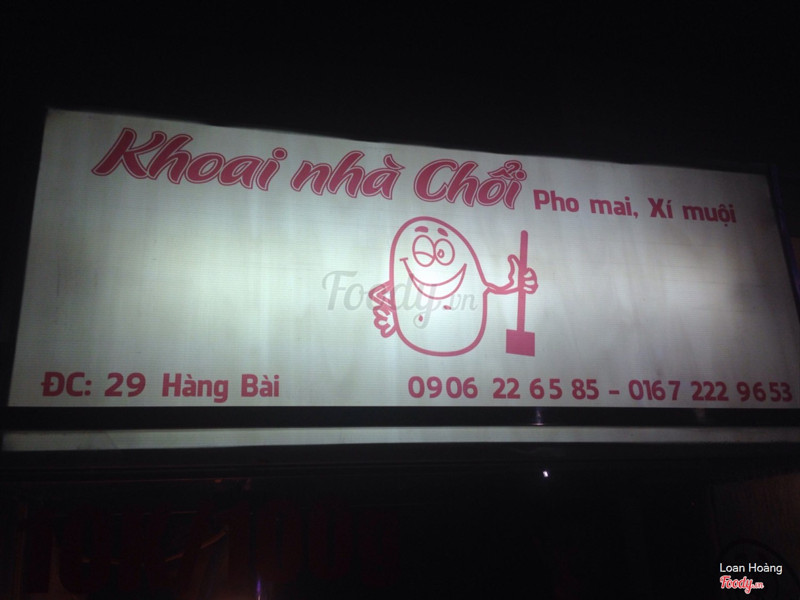 Khoai nhà Chổi Pho mai, Xí muội
Foody.vn
ĐC: 29 Hàng Bài 0906 22 65 85 - 0167 222 9653
Loan Hoàng
Foody.vn